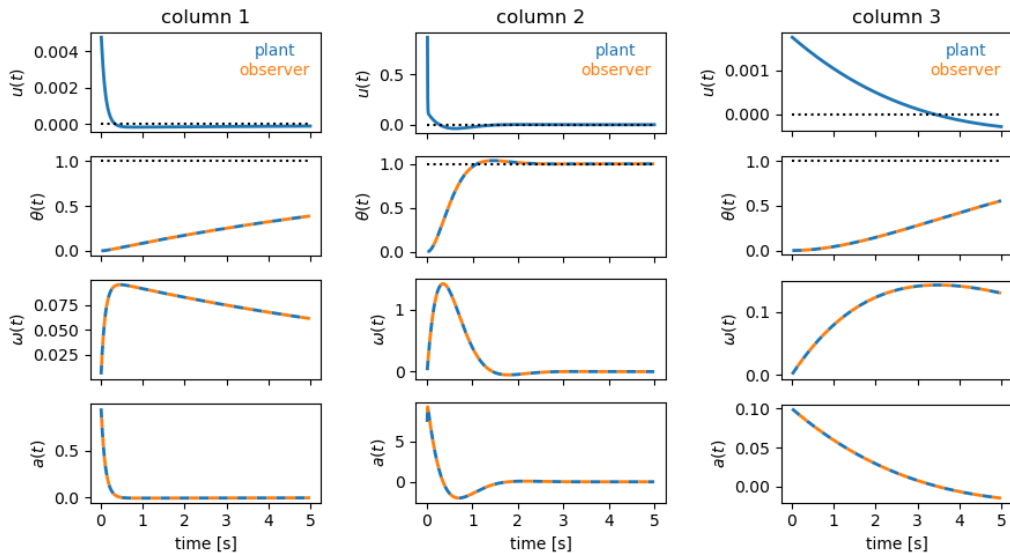 column 1
0.004
0.002
0.000
u(t)
plant
observer
1.0
0.5
0.0
θ(t)
0.075
0.050
0.025
ω(t)
0.5
0.0
a(t)
0 1 2 3 4 5
time [s]
column 2
0.5
0.0
u(t)
plant
observer
1.0
0.5
0.0
θ(t)
1
0
ω(t)
5
0
a(t)
0 1 2 3 4 5
time [s]
column 3
0.001
0.000
u(t)
plant
observer
1.0
0.5
0.0
θ(t)
0.1
0.0
ω(t)
0.10
0.05
0.00
a(t)
0 1 2 3 4 5
time [s]